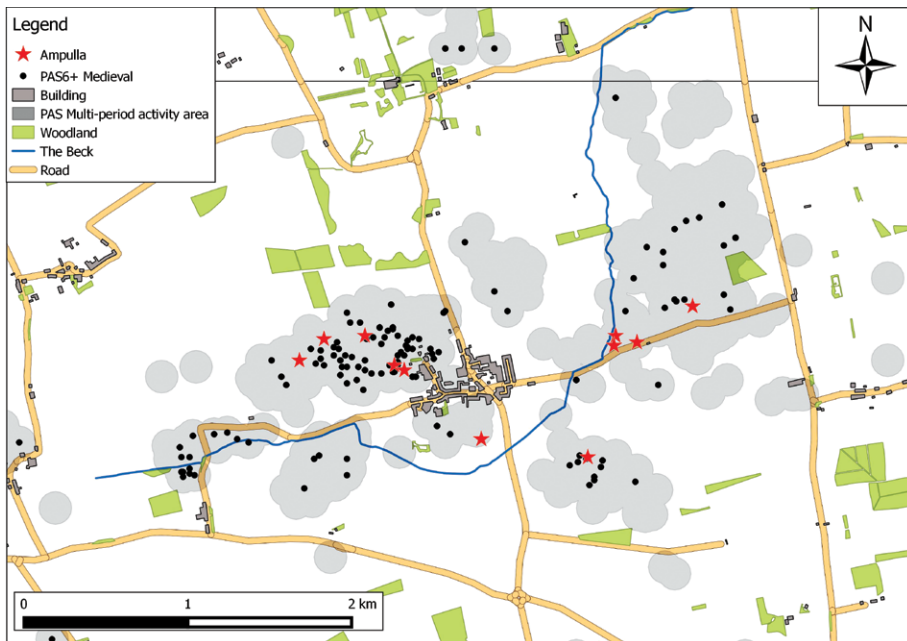 Legend
Ampulla
PAS6+ Medieval
Building
PAS Multi-period activity area
Woodland
The Beck
Road
N
0 1 2 km